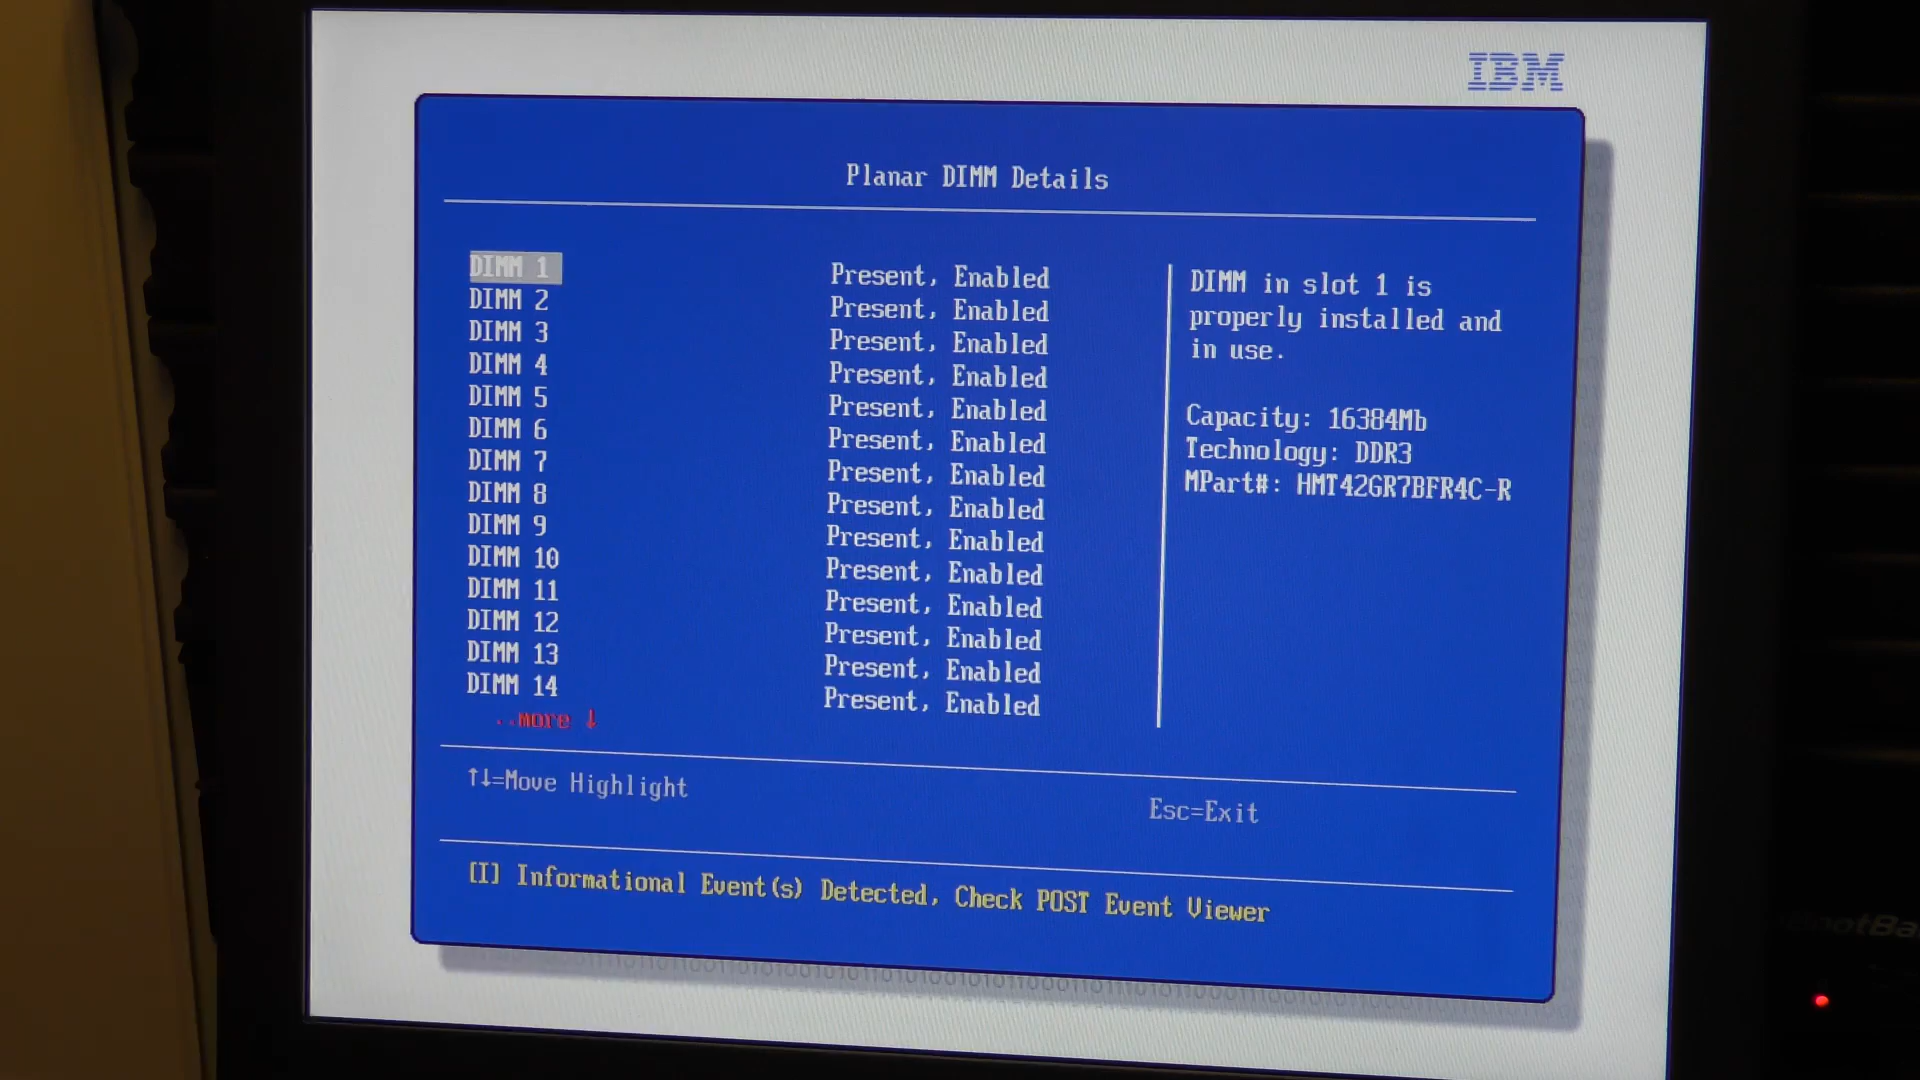 IBM
Planar DIMM Details
DIMM 1 Present, Enabled
DIMM 2 Present, Enabled
DIMM 3 Present, Enabled
DIMM 4 Present, Enabled
DIMM 5 Present, Enabled
DIMM 6 Present, Enabled
DIMM 7 Present, Enabled
DIMM 8 Present, Enabled
DIMM 9 Present, Enabled
DIMM 10 Present, Enabled
DIMM 11 Present, Enabled
DIMM 12 Present, Enabled
DIMM 13 Present, Enabled
DIMM 14 Present, Enabled
..more ↓
DIMM in slot 1 is
properly installed and
in use.
Capacity: 16384Mb
Technology: DDR3
MPart#: HMT42GR7BFR4C-R
↑↓=Move Highlight
Esc=Exit
[I] Informational Event(s) Detected, Check POST Event Viewer